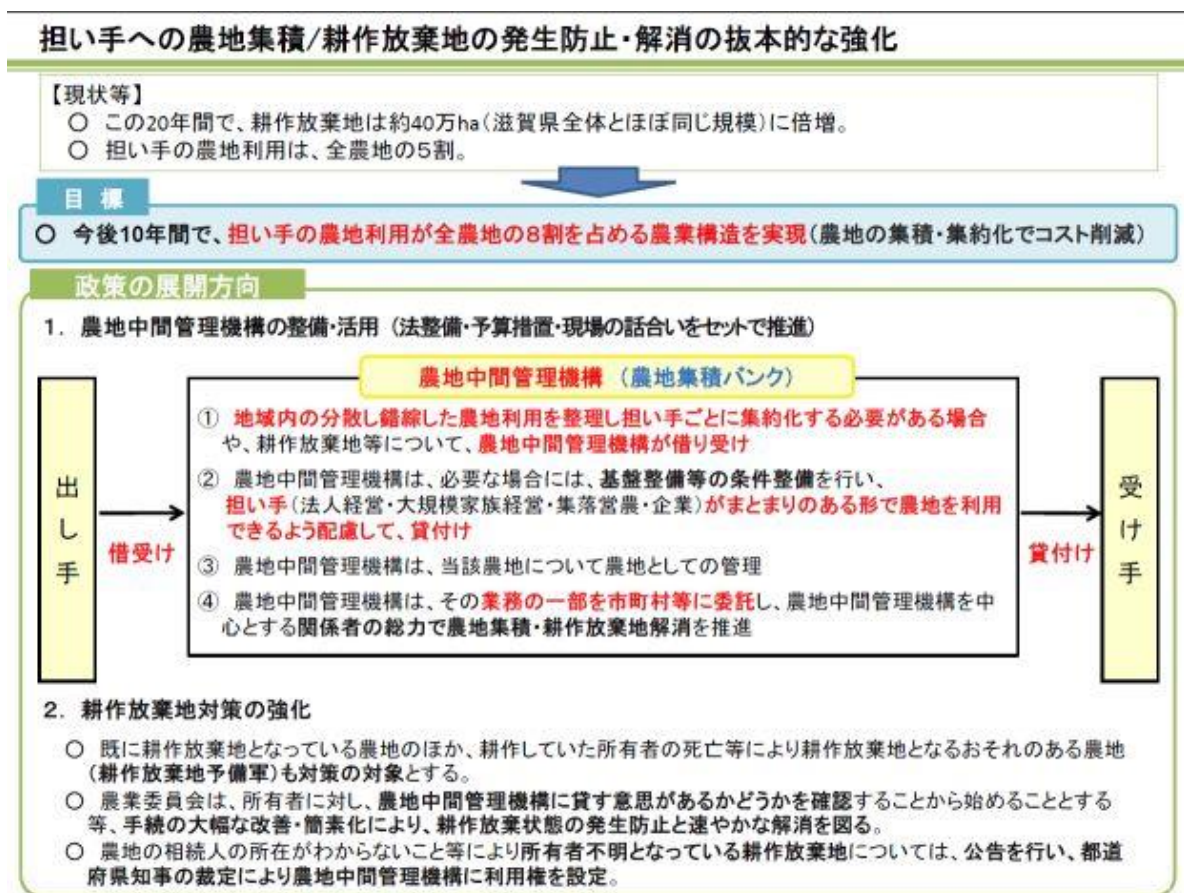 担い手への農地集積/耕作放棄地の発生防止・解消の抜本的な強化
【現状等】
○ この20年間で、耕作放棄地は約40万ha(滋賀県全体とほぼ同じ規模)に倍増。
○ 担い手の農地利用は、全農地の5割。
目 標
○ 今後10年間で、担い手の農地利用が全農地の8割を占める農業構造を実現(農地の集積・集約化でコスト削減)
政策の展開方向
1. 農地中間管理機構の整備・活用 (法整備・予算措置・現場の話合いをセットで推進)
出し手
借受け
農地中間管理機構 (農地集積バンク)
① 地域内の分散し錯綜した農地利用を整理し担い手ごとに集約化する必要がある場合
や、耕作放棄地等について、農地中間管理機構が借り受け
② 農地中間管理機構は、必要な場合には、基盤整備等の条件整備を行い、
担い手(法人経営・大規模家族経営・集落営農・企業)がまとまりのある形で農地を利用
できるよう配慮して、貸付け
③ 農地中間管理機構は、当該農地について農地としての管理
④ 農地中間管理機構は、その業務の一部を市町村等に委託し、農地中間管理機構を中
心とする関係者の総力で農地集積・耕作放棄地解消を推進
貸付け
受け手
2. 耕作放棄地対策の強化
○ 既に耕作放棄地となっている農地のほか、耕作していた所有者の死亡等により耕作放棄地となるおそれのある農地
(耕作放棄地予備軍)も対策の対象とする。
○ 農業委員会は、所有者に対し、農地中間管理機構に貸す意思があるかどうかを確認することから始めることとする
等、手続の大幅な改善・簡素化により、耕作放棄状態の発生防止と速やかな解消を図る。
○ 農地の相続人の所在がわからないこと等により所有者不明となっている耕作放棄地については、公告を行い、都道
府県知事の裁定により農地中間管理機構に利用権を設定。